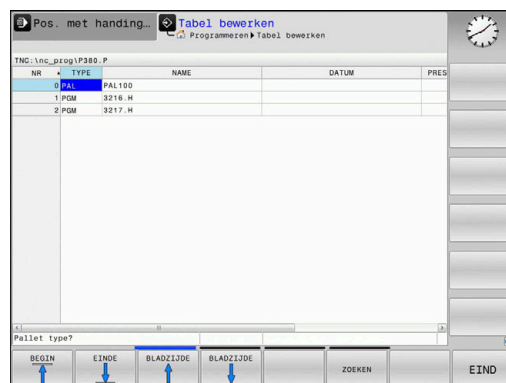 Pos. met handing…
Tabel bewerken
Programmeren Tabel bewerken
TNC:\nc_prog\P380.P
NR TYPE NAME DATUM PRES
0 PAL PAL100
1 PGM 3216.H
2 PGM 3217.H
Pallet type?
BEGIN EINDE BLADZIJDE BLADZIJDE ZOEKEN EIND